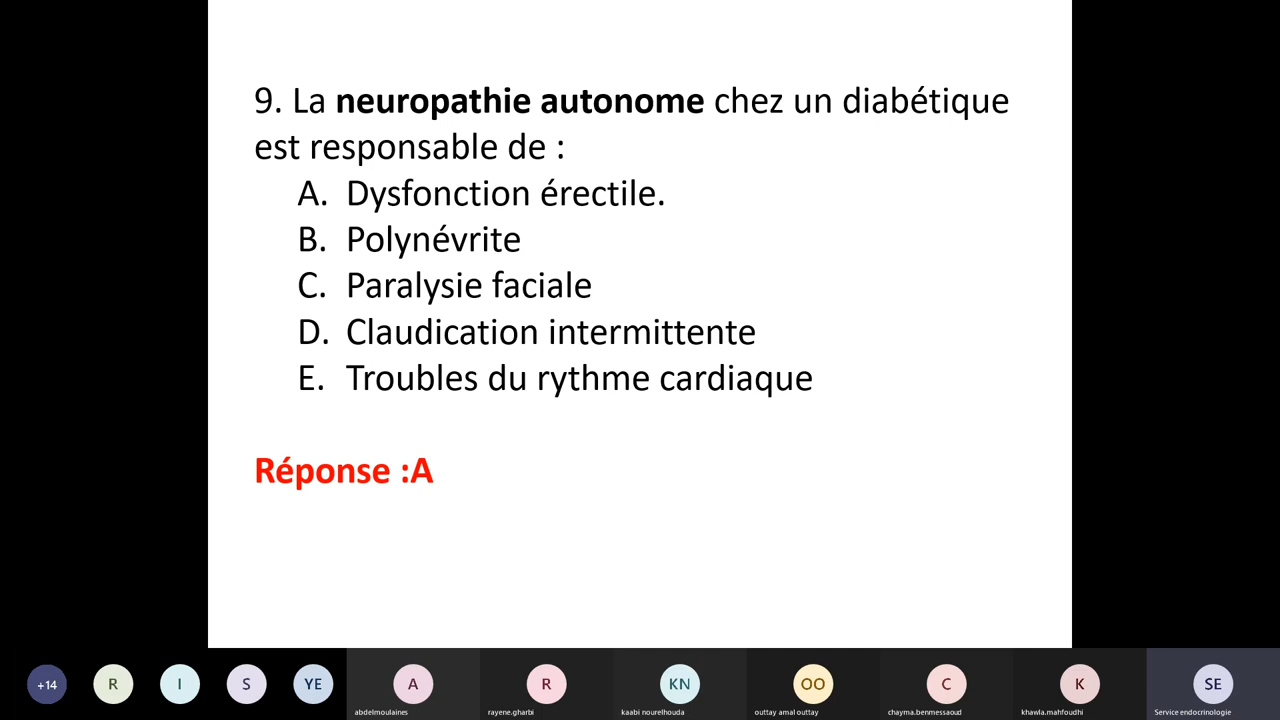 9. La neuropathie autonome chez un diabétique
est responsable de :
A. Dysfonction érectile.
B. Polynévrite
C. Paralysie faciale
D. Claudication intermittente
E. Troubles du rythme cardiaque
Réponse :A
+14 R I S YE A R KN OO C K SE
abdelmoulaines rayene.gharbi kaabi nourelhouda outtay amal outtay chayma.benmessaoud khawla.mahfoudhi Service endocrinologie